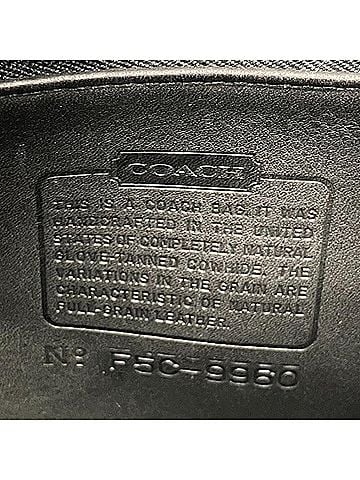 COACH
THIS IS A COACH BAG. IT WAS
HANDCRAFTED IN THE UNITED
STATES OF COMPLETELY NATURAL
GLOVE-TANNED COWHIDE. THE
VARIATIONS IN THE GRAIN ARE
CHARACTERISTIC OF NATURAL
FULL-GRAIN LEATHER.
No: F5C-9960